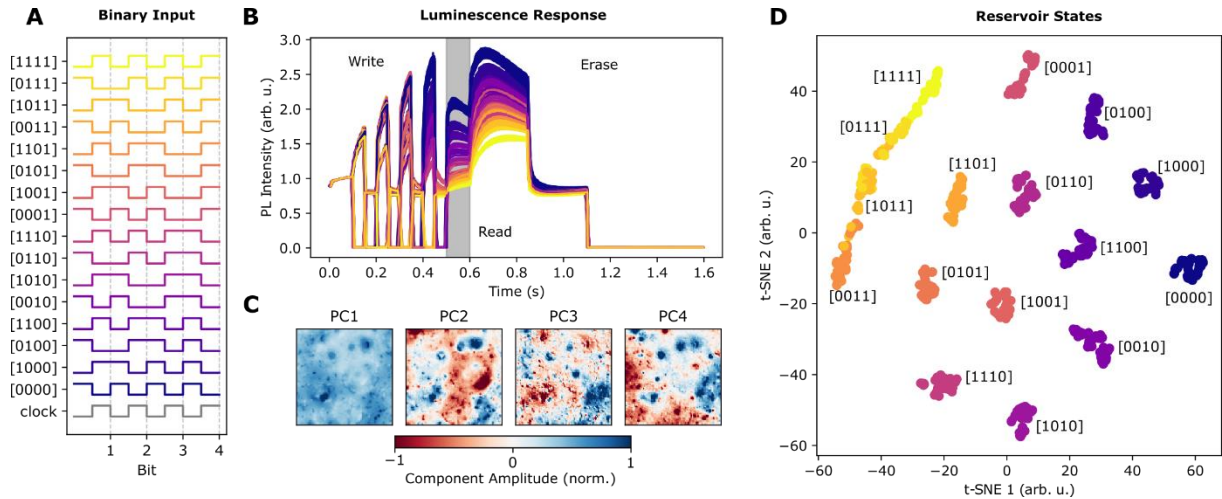 A
Binary Input
[1111]
[0111]
[1011]
[0011]
[1101]
[0101]
[1001]
[0001]
[1110]
[0110]
[1010]
[0010]
[1100]
[0100]
[1000]
[0000]
clock
1 2 3 4
Bit
B
Luminescence Response
PL Intensity (arb. u.)
3.0
2.5
2.0
1.5
1.0
0.5
0.0
Write
Erase
Read
0.0 0.2 0.4 0.6 0.8 1.0 1.2 1.4 1.6
Time (s)
C
PC1 PC2 PC3 PC4
−1 0 1
Component Amplitude (norm.)
D
Reservoir States
t-SNE 2 (arb. u.)
40
20
0
−20
−40
−60
[1111]
[0001]
[0111]
[0100]
[1101]
[0110]
[1000]
[1011]
[1100]
[0011]
[0101]
[1001]
[0000]
[0010]
[1110]
[1010]
−60 −40 −20 0 20 40 60
t-SNE 1 (arb. u.)